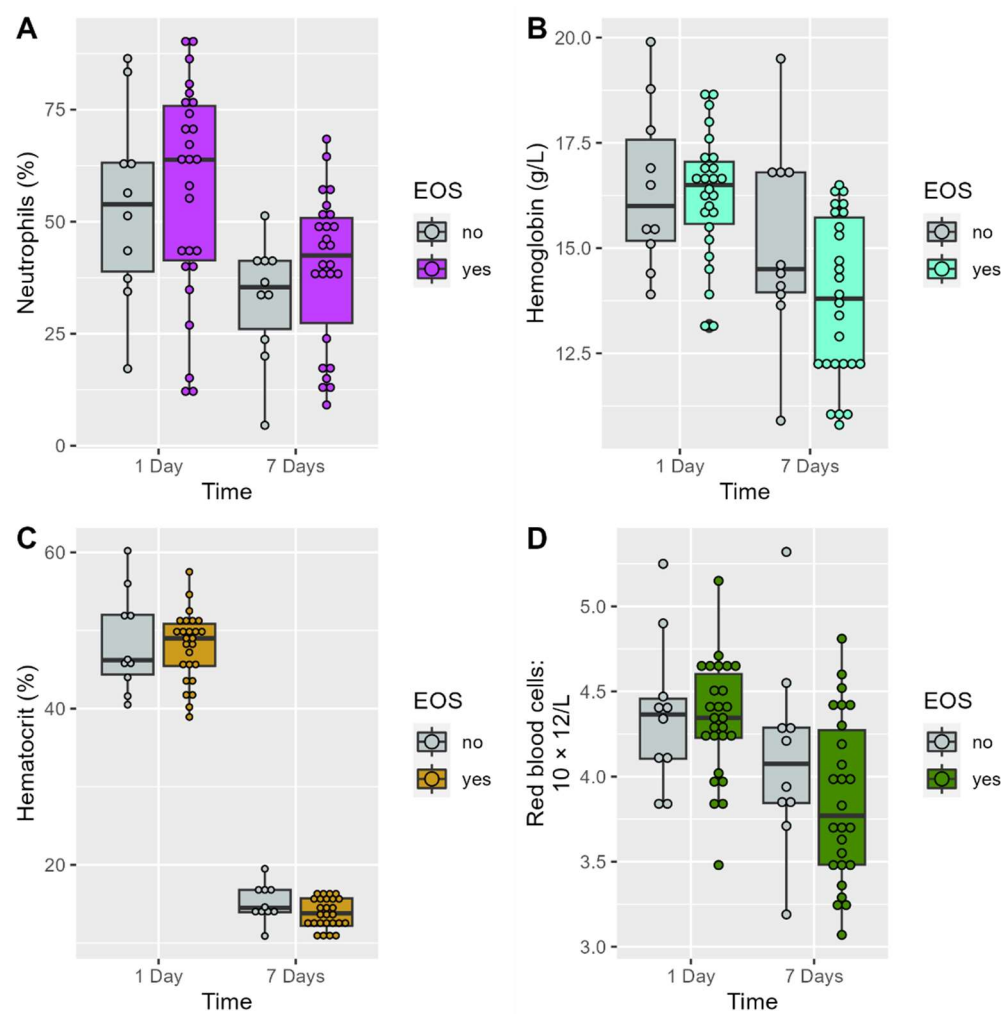 A
Neutrophils (%)
75
50
25
0
1 Day
7 Days
Time
EOS
no
yes
B
Hemoglobin (g/L)
20.0
17.5
15.0
12.5
1 Day
7 Days
Time
EOS
no
yes
C
Hematocrit (%)
60
40
20
1 Day
7 Days
Time
EOS
no
yes
D
Red blood cells:
10 × 12/L
5.0
4.5
4.0
3.5
3.0
1 Day
7 Days
Time
EOS
no
yes